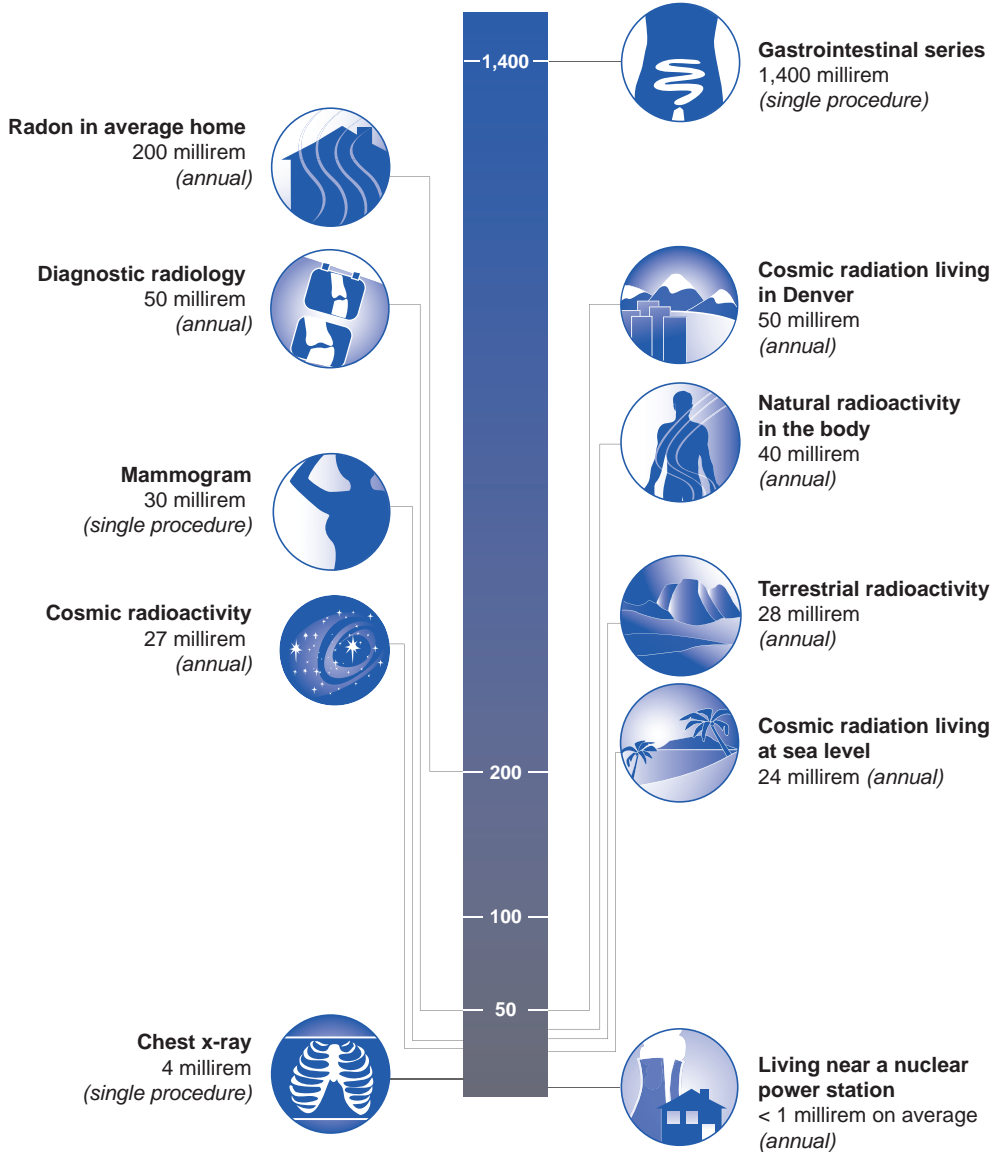 1,400
Gastrointestinal series
1,400 millirem
(single procedure)
Radon in average home
200 millirem
(annual)
Diagnostic radiology
50 millirem
(annual)
Cosmic radiation living
in Denver
50 millirem
(annual)
Natural radioactivity
in the body
40 millirem
(annual)
Mammogram
30 millirem
(single procedure)
Terrestrial radioactivity
28 millirem
(annual)
Cosmic radioactivity
27 millirem
(annual)
Cosmic radiation living
at sea level
24 millirem (annual)
200
100
50
Chest x-ray
4 millirem
(single procedure)
Living near a nuclear
power station
< 1 millirem on average
(annual)